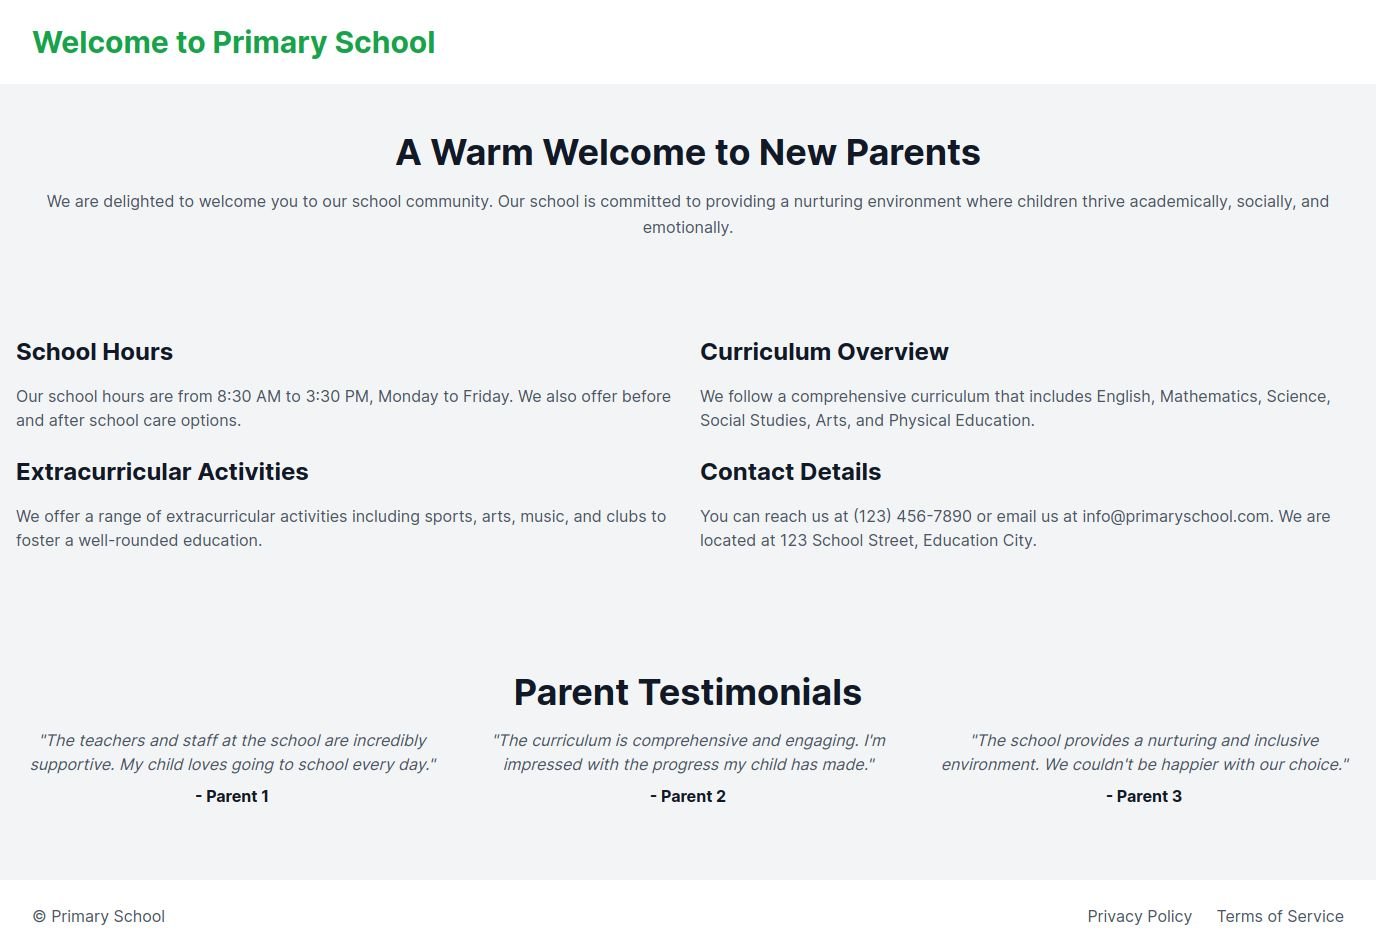 Welcome to Primary School
A Warm Welcome to New Parents
We are delighted to welcome you to our school community. Our school is committed to providing a nurturing environment where children thrive academically, socially, and
emotionally.
School Hours
Our school hours are from 8:30 AM to 3:30 PM, Monday to Friday. We also offer before
and after school care options.
Curriculum Overview
We follow a comprehensive curriculum that includes English, Mathematics, Science,
Social Studies, Arts, and Physical Education.
Extracurricular Activities
We offer a range of extracurricular activities including sports, arts, music, and clubs to
foster a well-rounded education.
Contact Details
You can reach us at (123) 456-7890 or email us at info@primaryschool.com. We are
located at 123 School Street, Education City.
Parent Testimonials
"The teachers and staff at the school are incredibly
supportive. My child loves going to school every day."
- Parent 1
"The curriculum is comprehensive and engaging. I'm
impressed with the progress my child has made."
- Parent 2
"The school provides a nurturing and inclusive
environment. We couldn't be happier with our choice."
- Parent 3
© Primary School
Privacy Policy
Terms of Service